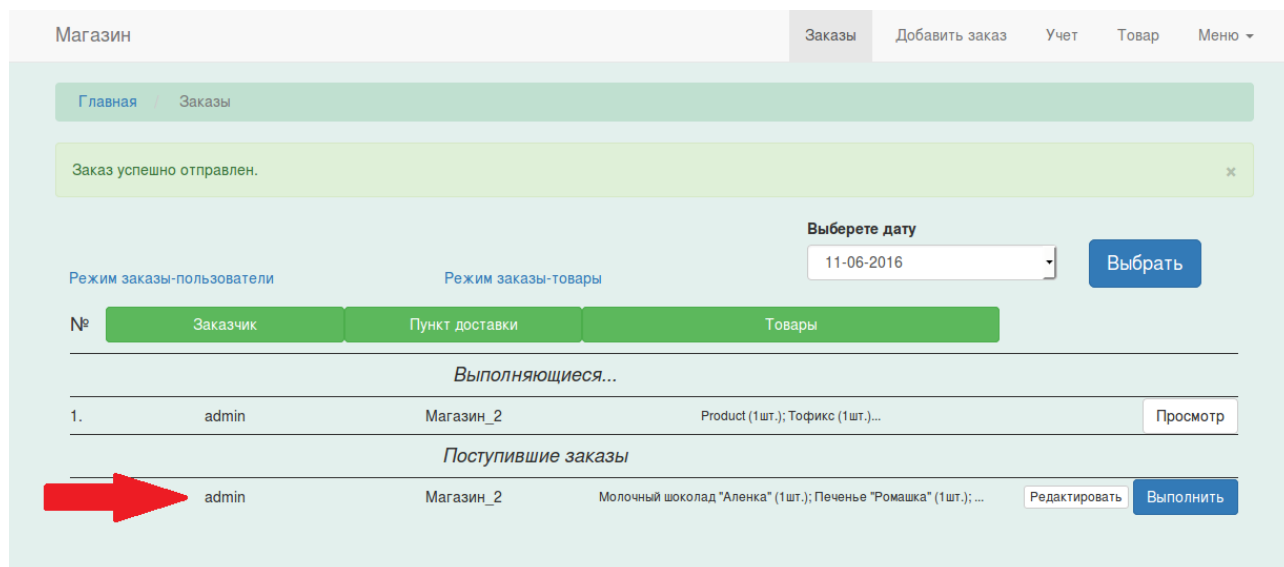 Магазин Заказы Добавить заказ Учет Товар Меню
Главная / Заказы
Заказ успешно отправлен. ×
Выберете дату
11-06-2016 Выбрать
Режим заказы-пользователи Режим заказы-товары
№ Заказчик Пункт доставки Товары
Выполняющиеся...
1. admin Магазин_2 Product (1шт.); Тофикс (1шт.)... Просмотр
Поступившие заказы
admin Магазин_2 Молочный шоколад "Аленка" (1шт.); Печенье "Ромашка" (1шт.); ... Редактировать Выполнить